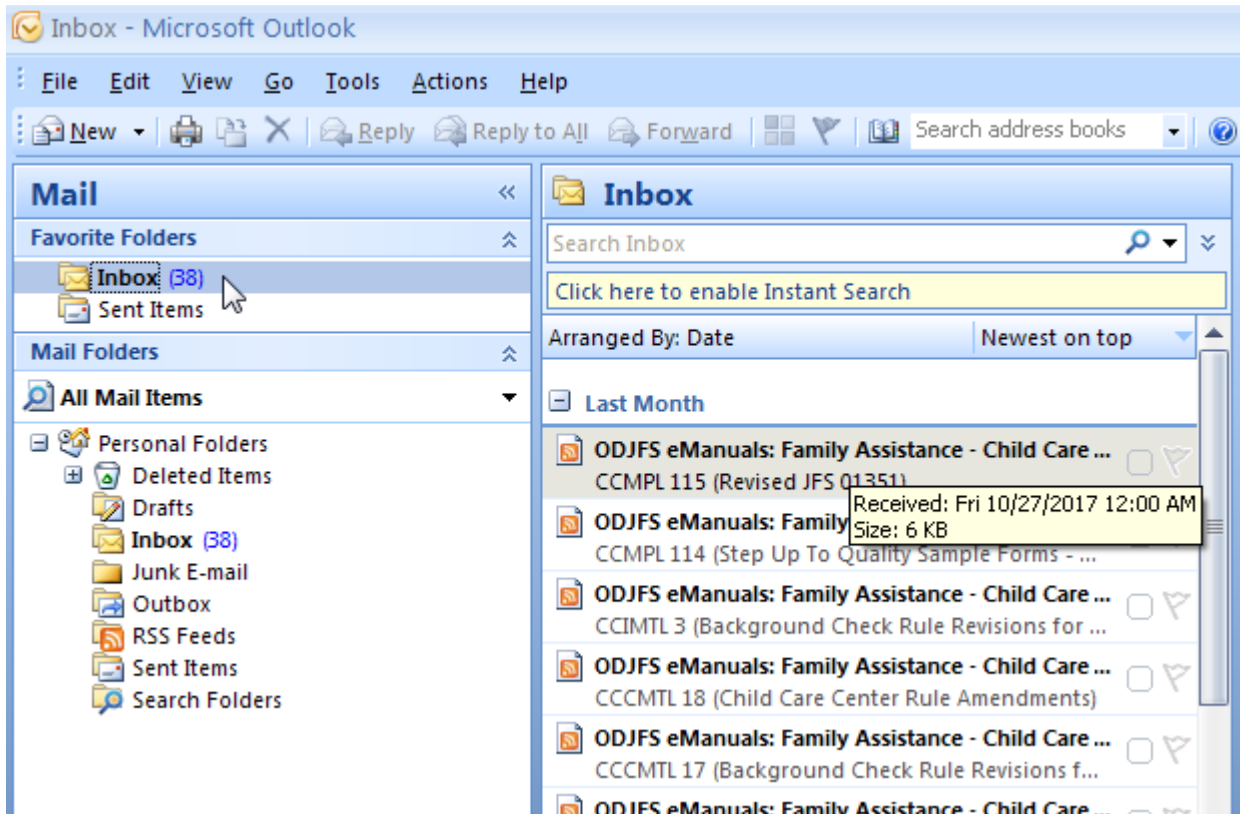 Inbox - Microsoft Outlook
File Edit View Go Tools Actions Help
New Reply Reply to All Forward Search address books
Mail
Favorite Folders
Inbox (38)
Sent Items
Mail Folders
All Mail Items
Personal Folders
Deleted Items
Drafts
Inbox (38)
Junk E-mail
Outbox
RSS Feeds
Sent Items
Search Folders
Inbox
Search Inbox
Click here to enable Instant Search
Arranged By: Date Newest on top
Last Month
ODJFS eManuals: Family Assistance - Child Care ...
CCMPL 115 (Revised JFS 01351)
Received: Fri 10/27/2017 12:00 AM
Size: 6 KB
ODJFS eManuals: Family
CCMPL 114 (Step Up To Quality Sample Forms - ...
ODJFS eManuals: Family Assistance - Child Care ...
CCIMTL 3 (Background Check Rule Revisions for ...
ODJFS eManuals: Family Assistance - Child Care ...
CCCMTL 18 (Child Care Center Rule Amendments)
ODJFS eManuals: Family Assistance - Child Care ...
CCCMTL 17 (Background Check Rule Revisions f...
ODJFS eManuals: Family Assistance - Child Care ...